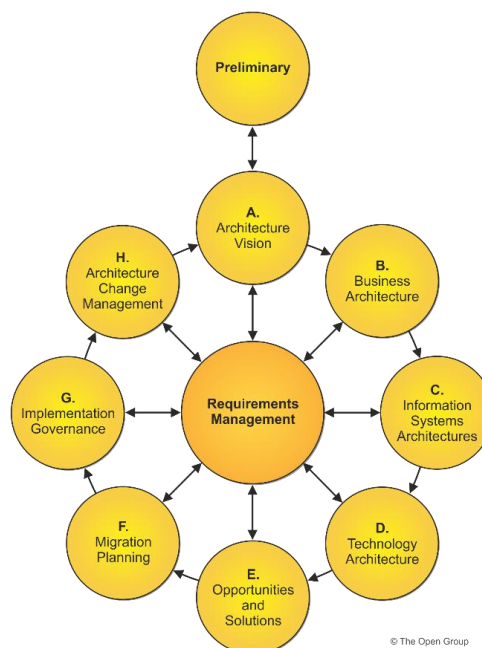 Preliminary
A.
Architecture
Vision
B.
Business
Architecture
C.
Information
Systems
Architectures
D.
Technology
Architecture
E.
Opportunities
and
Solutions
F.
Migration
Planning
G.
Implementation
Governance
H.
Architecture
Change
Management
Requirements
Management
© The Open Group